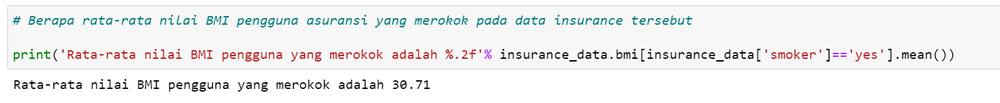 # Berapa rata-rata nilai BMI pengguna asuransi yang merokok pada data insurance tersebut
print('Rata-rata nilai BMI pengguna yang merokok adalah %.2f'% insurance_data.bmi[insurance_data['smoker']=='yes'].mean())
Rata-rata nilai BMI pengguna yang merokok adalah 30.71